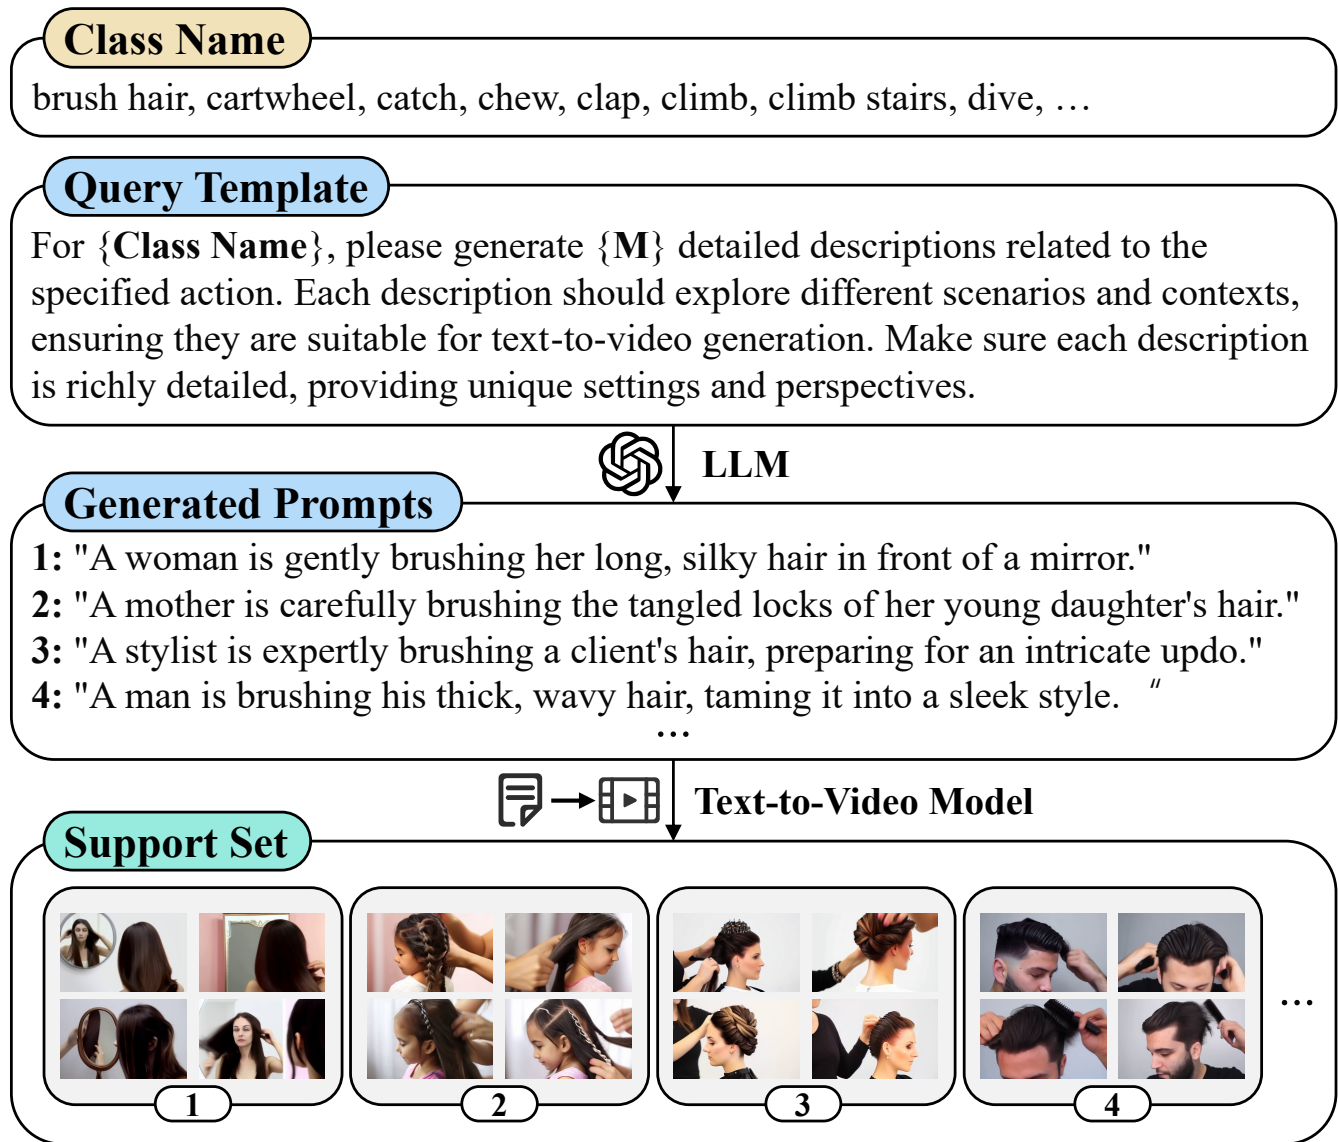 Class Name
brush hair, cartwheel, catch, chew, clap, climb, climb stairs, dive, …
Query Template
For {Class Name}, please generate {M} detailed descriptions related to the
specified action. Each description should explore different scenarios and contexts,
ensuring they are suitable for text-to-video generation. Make sure each description
is richly detailed, providing unique settings and perspectives.
LLM
Generated Prompts
1: "A woman is gently brushing her long, silky hair in front of a mirror."
2: "A mother is carefully brushing the tangled locks of her young daughter's hair."
3: "A stylist is expertly brushing a client's hair, preparing for an intricate updo."
4: "A man is brushing his thick, wavy hair, taming it into a sleek style. "
…
Text-to-Video Model
Support Set
…
1 2 3 4